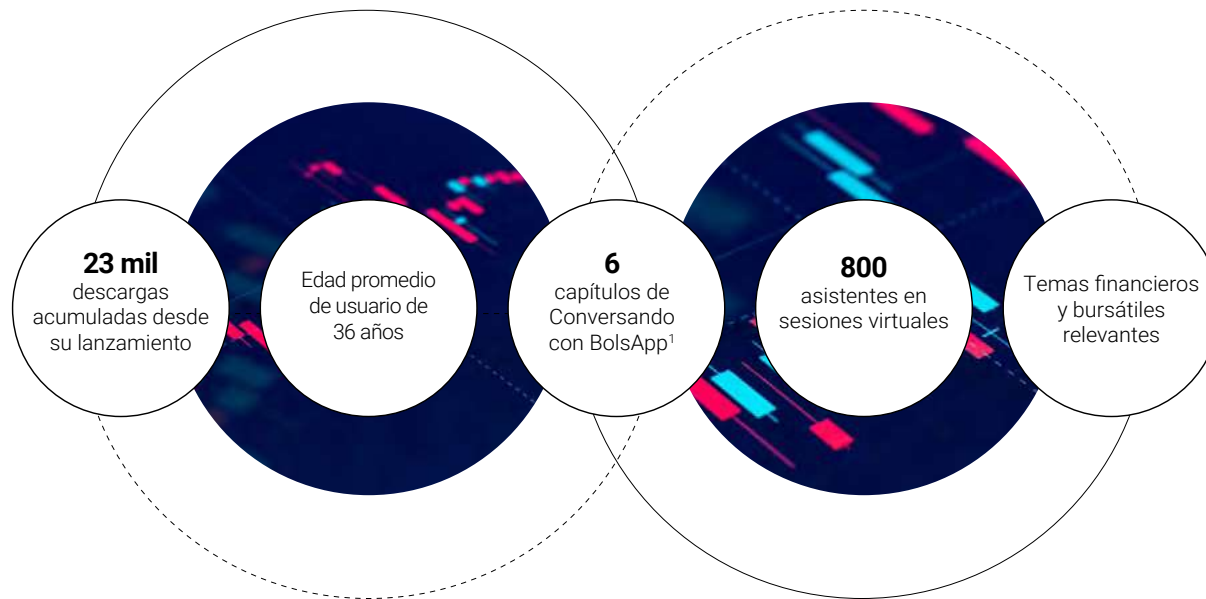 23 mil
descargas
acumuladas desde
su lanzamiento
Edad promedio
de usuario de
36 años
6
capítulos de
Conversando
con BolsApp¹
800
asistentes en
sesiones virtuales
Temas financieros
y bursátiles
relevantes